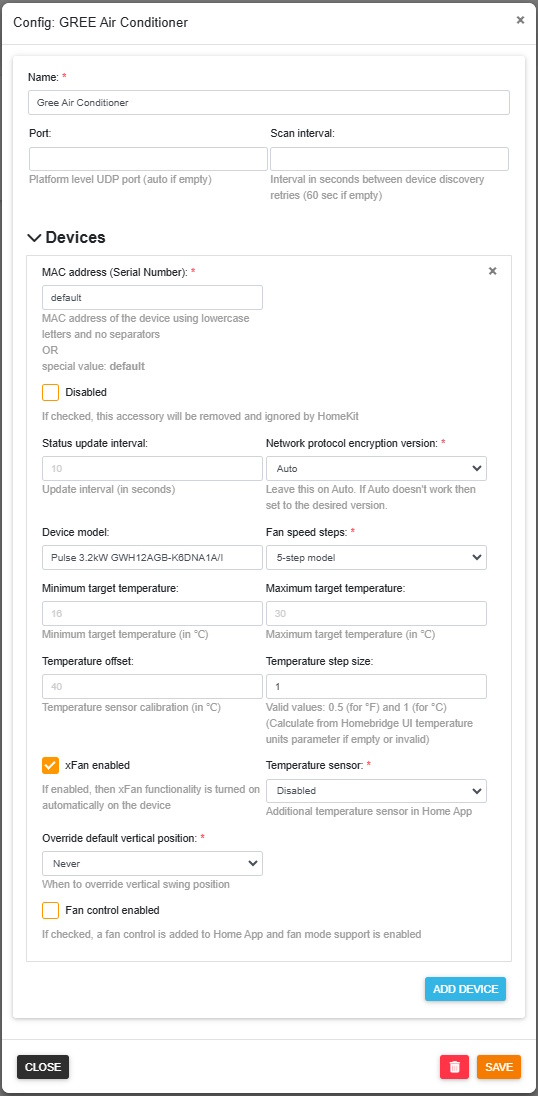 Config: GREE Air Conditioner
×
Name: *
Gree Air Conditioner
Port:
Scan interval:
Platform level UDP port (auto if empty)
Interval in seconds between device discovery
retries (60 sec if empty)
Devices
MAC address (Serial Number): *
×
default
MAC address of the device using lowercase
letters and no separators
OR
special value: default
Disabled
If checked, this accessory will be removed and ignored by HomeKit
Status update interval:
Network protocol encryption version: *
10
Auto
Update interval (in seconds)
Leave this on Auto. If Auto doesn't work then
set to the desired version.
Device model:
Fan speed steps: *
Pulse 3.2kW GWH12AGB-K6DNA1A/I
5-step model
Minimum target temperature:
Maximum target temperature:
16
30
Minimum target temperature (in °C)
Maximum target temperature (in °C)
Temperature offset:
Temperature step size:
40
1
Temperature sensor calibration (in °C)
Valid values: 0.5 (for °F) and 1 (for °C)
(Calculate from Homebridge UI temperature
units parameter if empty or invalid)
xFan enabled
Temperature sensor: *
If enabled, then xFan functionality is turned on
automatically on the device
Disabled
Additional temperature sensor in Home App
Override default vertical position: *
Never
When to override vertical swing position
Fan control enabled
If checked, a fan control is added to Home App and fan mode support is enabled
ADD DEVICE
CLOSE
SAVE